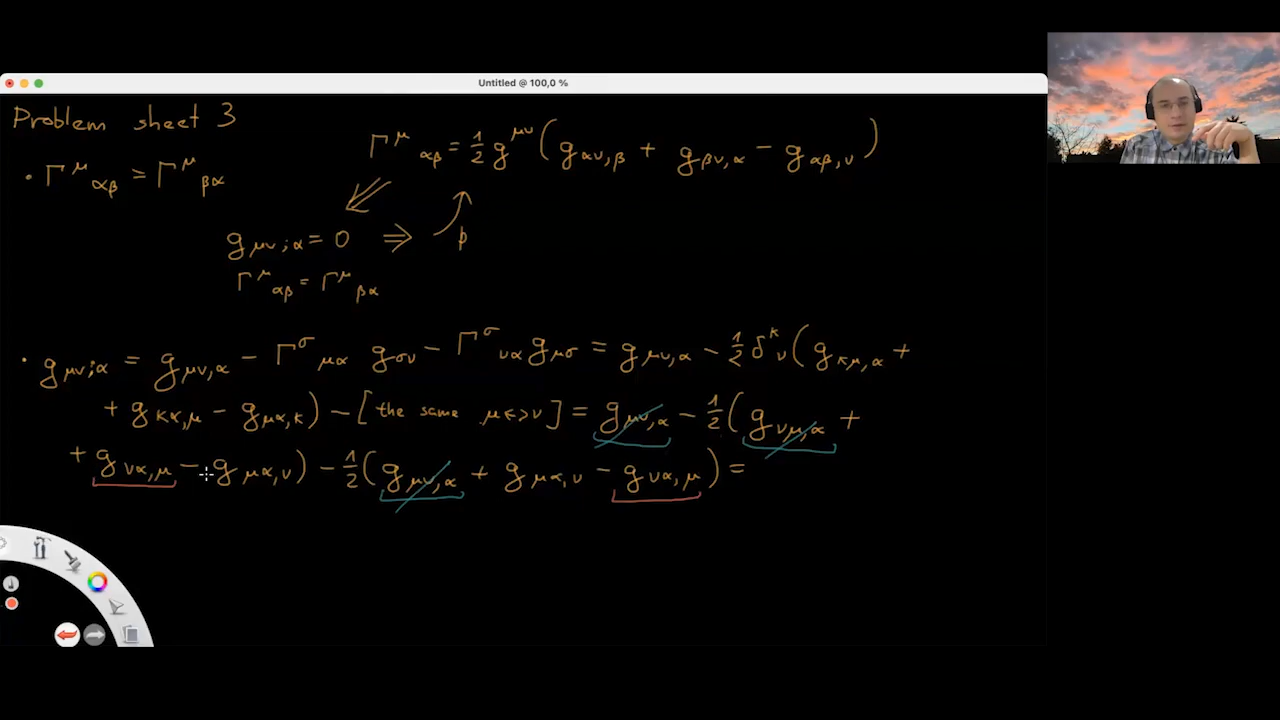 Untitled @ 100,0 %
Problem sheet 3
Γ^μ_αβ = 1/2 g^μν (g_αν,β + g_βν,α − g_αβ,ν)
• Γ^μ_αβ = Γ^μ_βα
g_μν;α = 0 ⇒
Γ^μ_αβ = Γ^μ_βα
• g_μν;α = g_μν,α − Γ^σ_μα g_σν − Γ^σ_να g_μσ = g_μν,α − 1/2 δ^κ_ν (g_κμ,α +
+ g_κα,μ − g_μα,κ) − [the same μ<>ν] = g_μν,α − 1/2 (g_νμ,α +
+ g_να,μ − g_μα,ν) − 1/2 (g_μν,α + g_μα,ν − g_να,μ) =